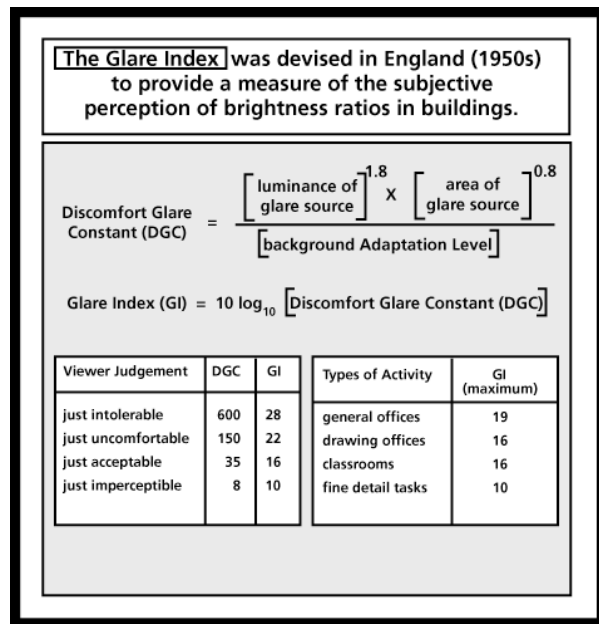 The Glare Index was devised in England (1950s)
to provide a measure of the subjective
perception of brightness ratios in buildings.
Discomfort Glare
Constant (DGC)
=
[luminance of
glare source]
1.8
X
[area of
glare source]
0.8
[background Adaptation Level]
Glare Index (GI) = 10 log10 [Discomfort Glare Constant (DGC)]
Viewer Judgement DGC GI
just intolerable 600 28
just uncomfortable 150 22
just acceptable 35 16
just imperceptible 8 10
Types of Activity GI
(maximum)
general offices 19
drawing offices 16
classrooms 16
fine detail tasks 10